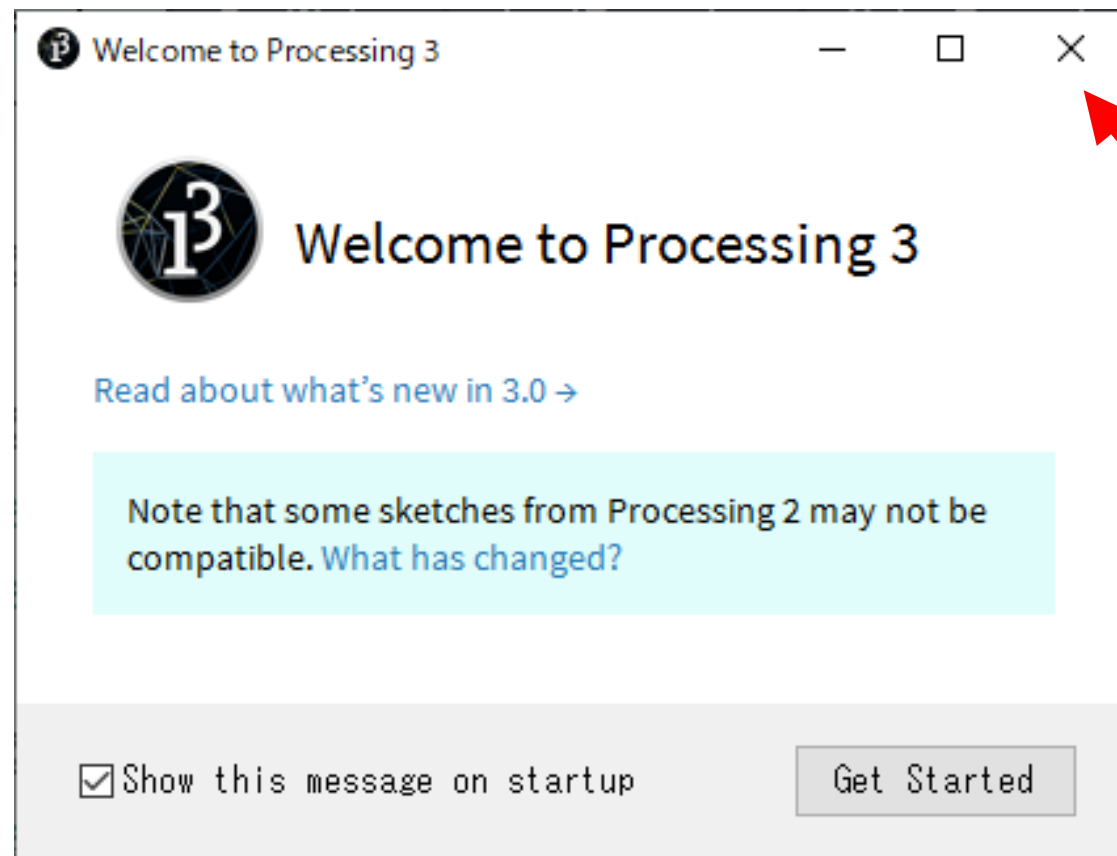 Welcome to Processing 3
Welcome to Processing 3
Read about what's new in 3.0 →
Note that some sketches from Processing 2 may not be
compatible. What has changed?
Show this message on startup
Get Started